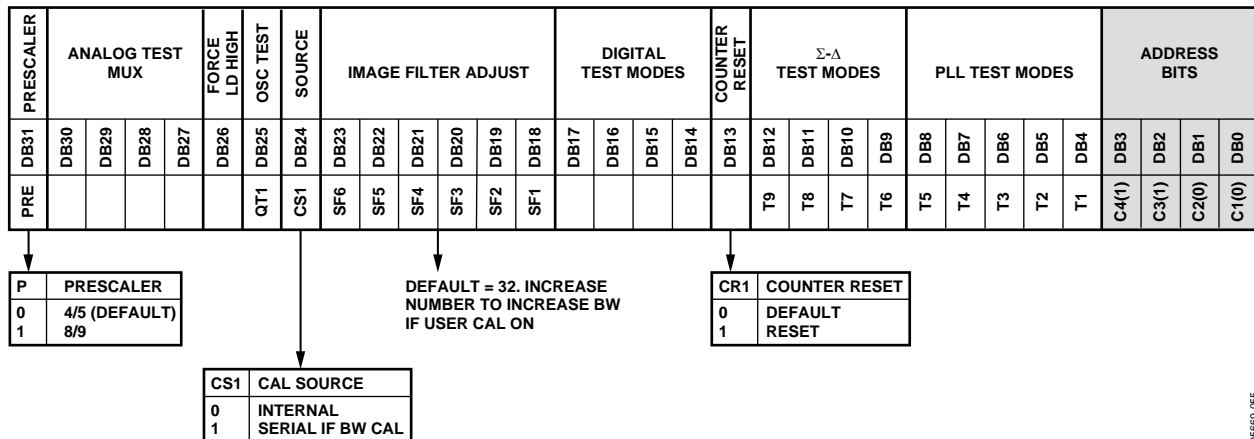 PRESCALER
ANALOG TEST
MUX
FORCE
LD HIGH
OSC TEST
SOURCE
IMAGE FILTER ADJUST
DIGITAL
TEST MODES
COUNTER
RESET
Σ-Δ
TEST MODES
PLL TEST MODES
ADDRESS
BITS
DB31 DB30 DB29 DB28 DB27 DB26 DB25 DB24 DB23 DB22 DB21 DB20 DB19 DB18 DB17 DB16 DB15 DB14 DB13 DB12 DB11 DB10 DB9 DB8 DB7 DB6 DB5 DB4 DB3 DB2 DB1 DB0
PRE QT1 CS1 SF6 SF5 SF4 SF3 SF2 SF1 T9 T8 T7 T6 T5 T4 T3 T2 T1 C4(1) C3(1) C2(0) C1(0)
P PRESCALER
0 4/5 (DEFAULT)
1 8/9
DEFAULT = 32. INCREASE
NUMBER TO INCREASE BW
IF USER CAL ON
CR1 COUNTER RESET
0 DEFAULT
1 RESET
CS1 CAL SOURCE
0 INTERNAL
1 SERIAL IF BW CAL